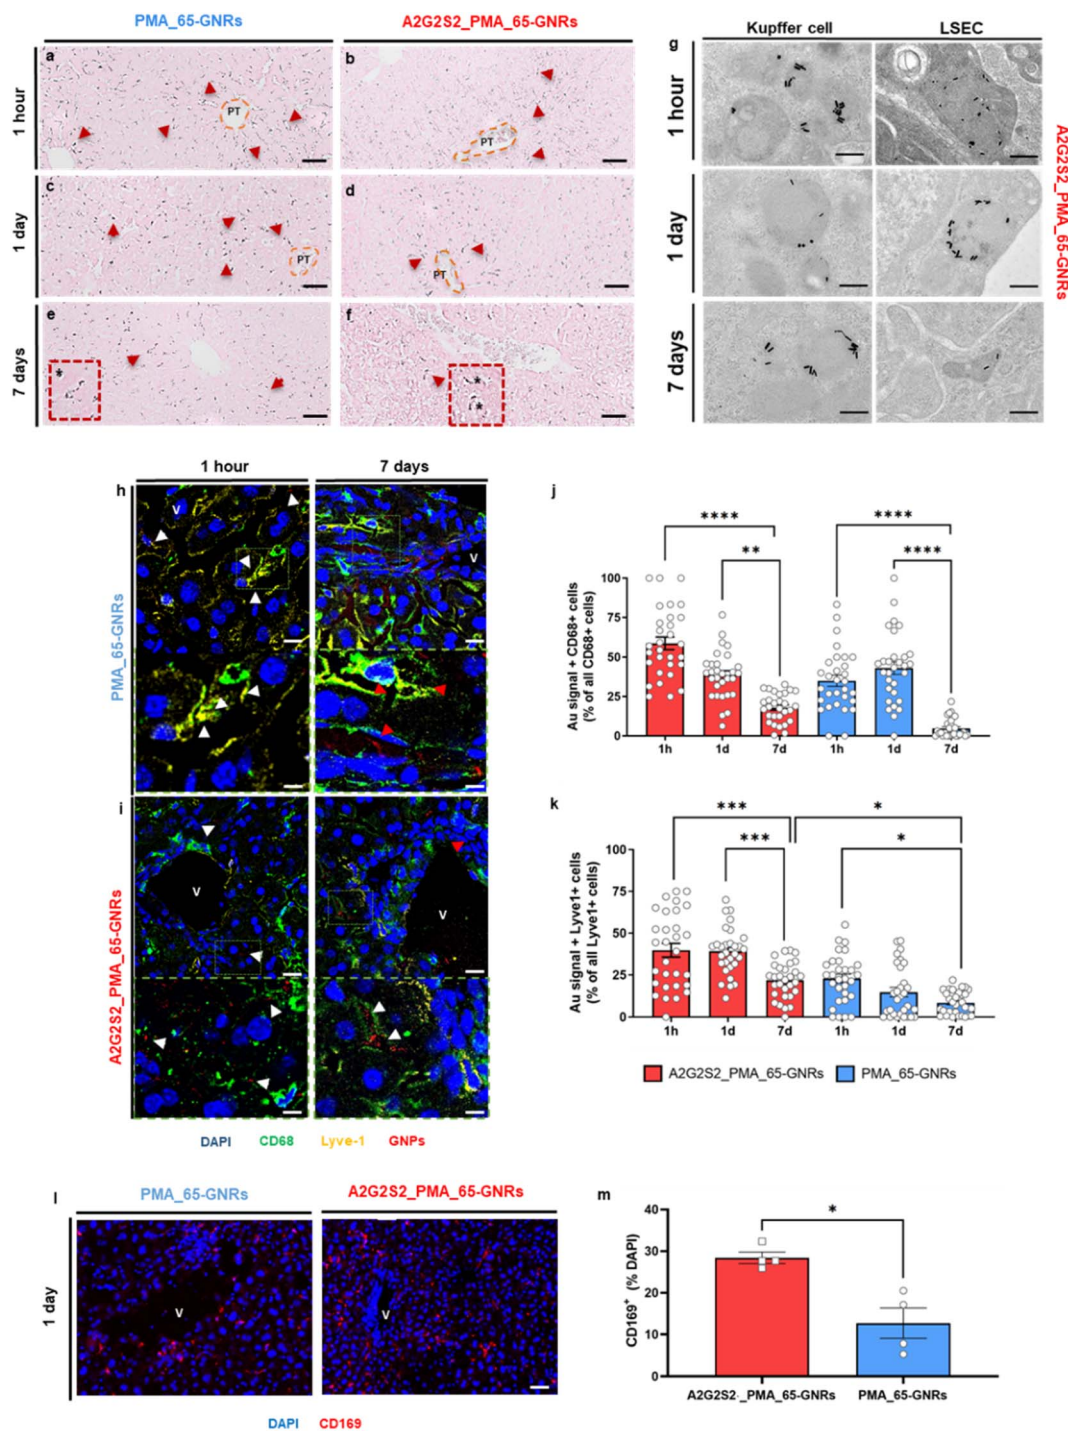 PMA_65-GNRs
A2G2S2_PMA_65-GNRs
1 hour
a
PT
b
PT
1 day
c
PT
d
PT
7 days
e
*
f
*
*
g
Kupffer cell
LSEC
1 hour
1 day
7 days
A2G2S2_PMA_65-GNRs
1 hour
7 days
h
V
V
PMA_65-GNRs
i
V
V
A2G2S2_PMA_65-GNRs
DAPI CD68 Lyve-1 GNPs
j
****
****
**
****
Au signal + CD68+ cells
(% of all CD68+ cells)
100
75
50
25
0
1h 1d 7d 1h 1d 7d
k
***
*
***
*
Au signal + Lyve1+ cells
(% of all Lyve1+ cells)
100
75
50
25
0
1h 1d 7d 1h 1d 7d
A2G2S2_PMA_65-GNRs PMA_65-GNRs
l
PMA_65-GNRs
A2G2S2_PMA_65-GNRs
1 day
V
V
DAPI CD169
m
*
CD169⁺ (% DAPI)
40
30
20
10
0
A2G2S2._PMA_65-GNRs PMA_65-GNRs